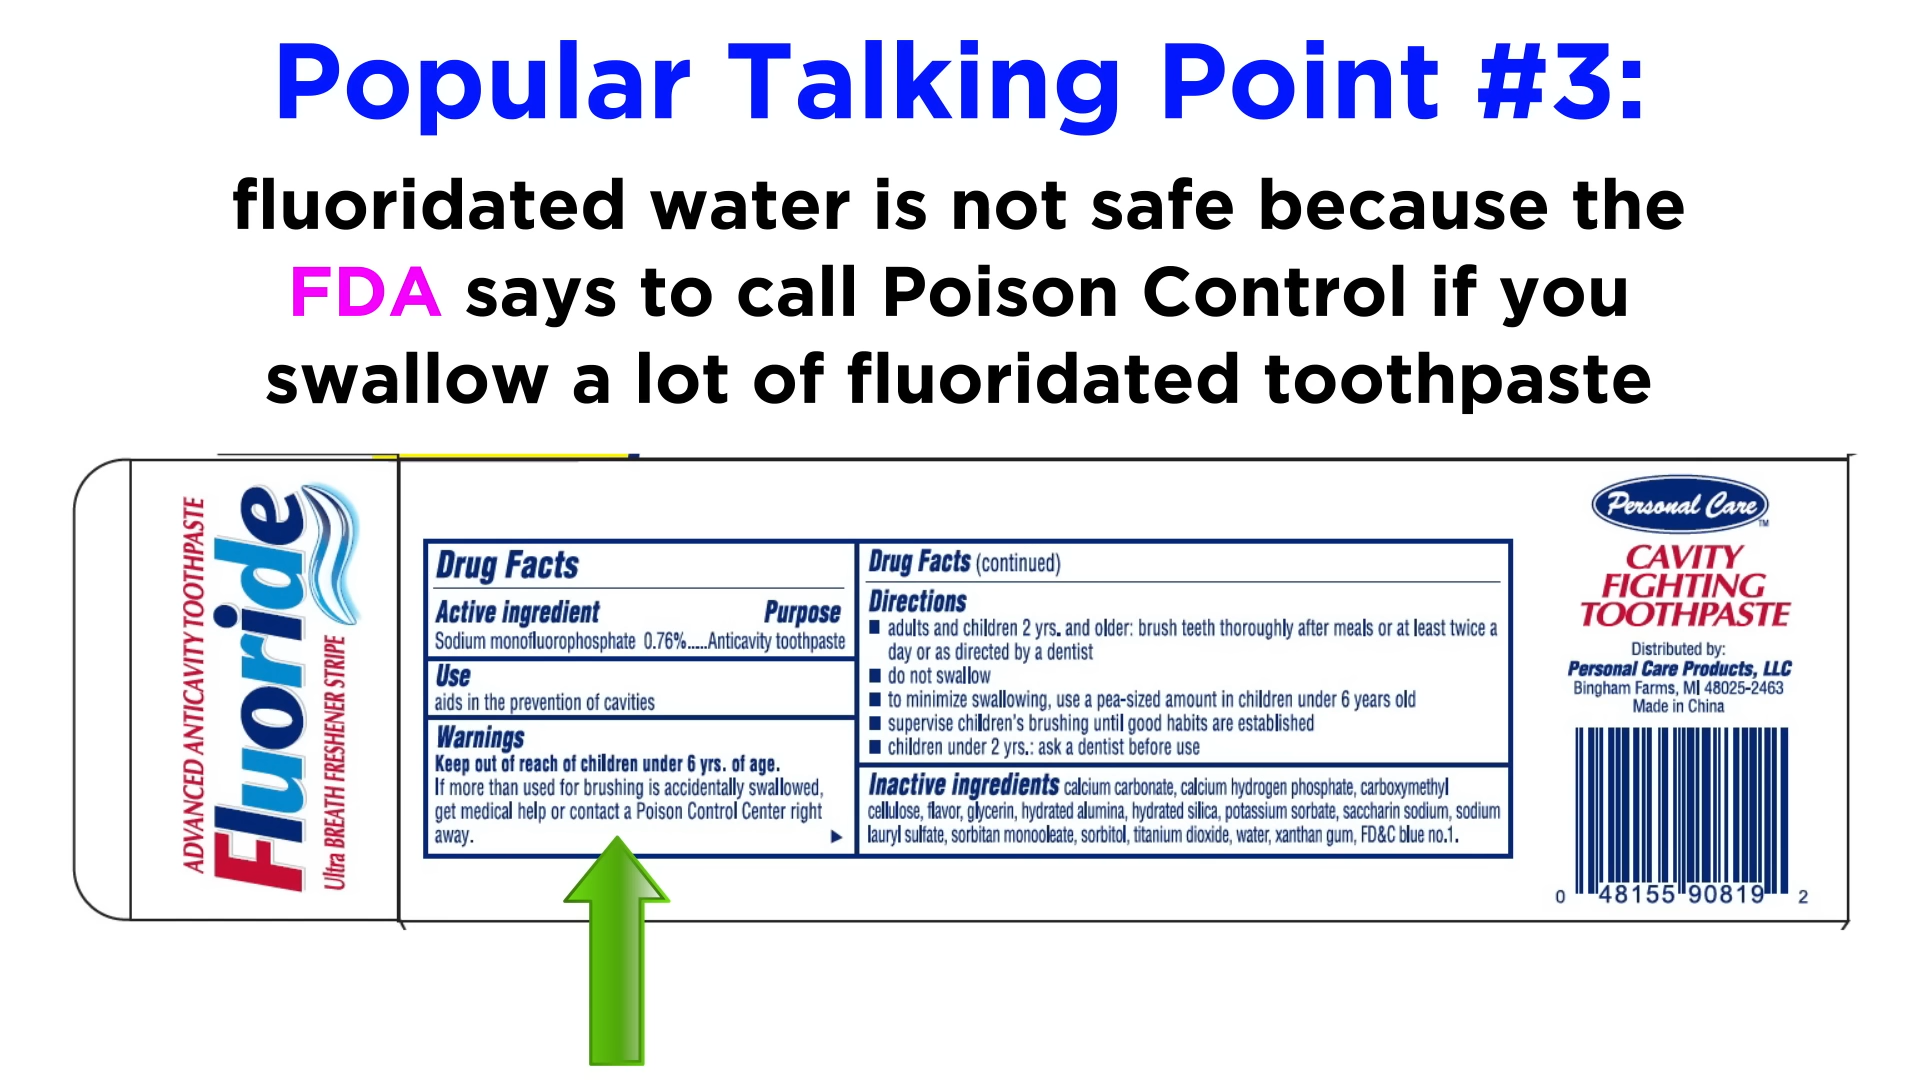 Popular Talking Point #3:
fluoridated water is not safe because the
FDA says to call Poison Control if you
swallow a lot of fluoridated toothpaste
ADVANCED ANTICAVITY TOOTHPASTE
Fluoride
Ultra BREATH FRESHENER STRIPE
Drug Facts
Active ingredient Purpose
Sodium monofluorophosphate 0.76%.....Anticavity toothpaste
Use
aids in the prevention of cavities
Warnings
Keep out of reach of children under 6 yrs. of age.
If more than used for brushing is accidentally swallowed,
get medical help or contact a Poison Control Center right
away.
Drug Facts (continued)
Directions
■ adults and children 2 yrs. and older: brush teeth thoroughly after meals or at least twice a
day or as directed by a dentist
■ do not swallow
■ to minimize swallowing, use a pea-sized amount in children under 6 years old
■ supervise children's brushing until good habits are established
■ children under 2 yrs.: ask a dentist before use
Inactive ingredients calcium carbonate, calcium hydrogen phosphate, carboxymethyl
cellulose, flavor, glycerin, hydrated alumina, hydrated silica, potassium sorbate, saccharin sodium, sodium
lauryl sulfate, sorbitan monooleate, sorbitol, titanium dioxide, water, xanthan gum, FD&C blue no.1.
Personal Care™
CAVITY
FIGHTING
TOOTHPASTE
Distributed by:
Personal Care Products, LLC
Bingham Farms, MI 48025-2463
Made in China
0 48155 90819 2